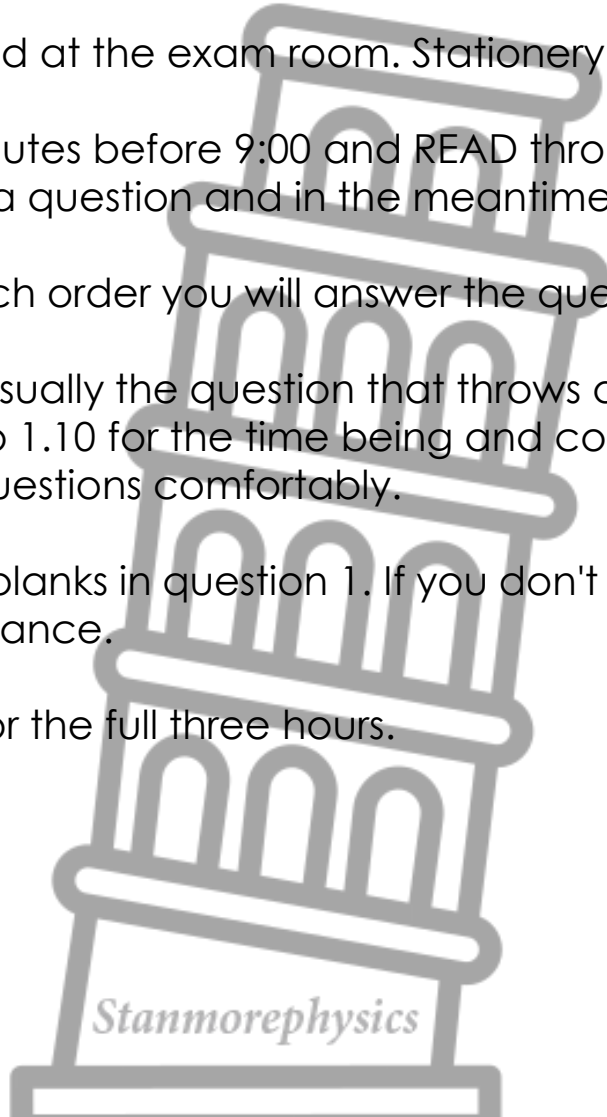 d at the exam room. Stationery
utes before 9:00 and READ thro
a question and in the meantime
ch order you will answer the que
sually the question that throws
1.10 for the time being and co
uestions comfortably.
blanks in question 1. If you don't
ance.
or the full three hours.
Stanmorephysics